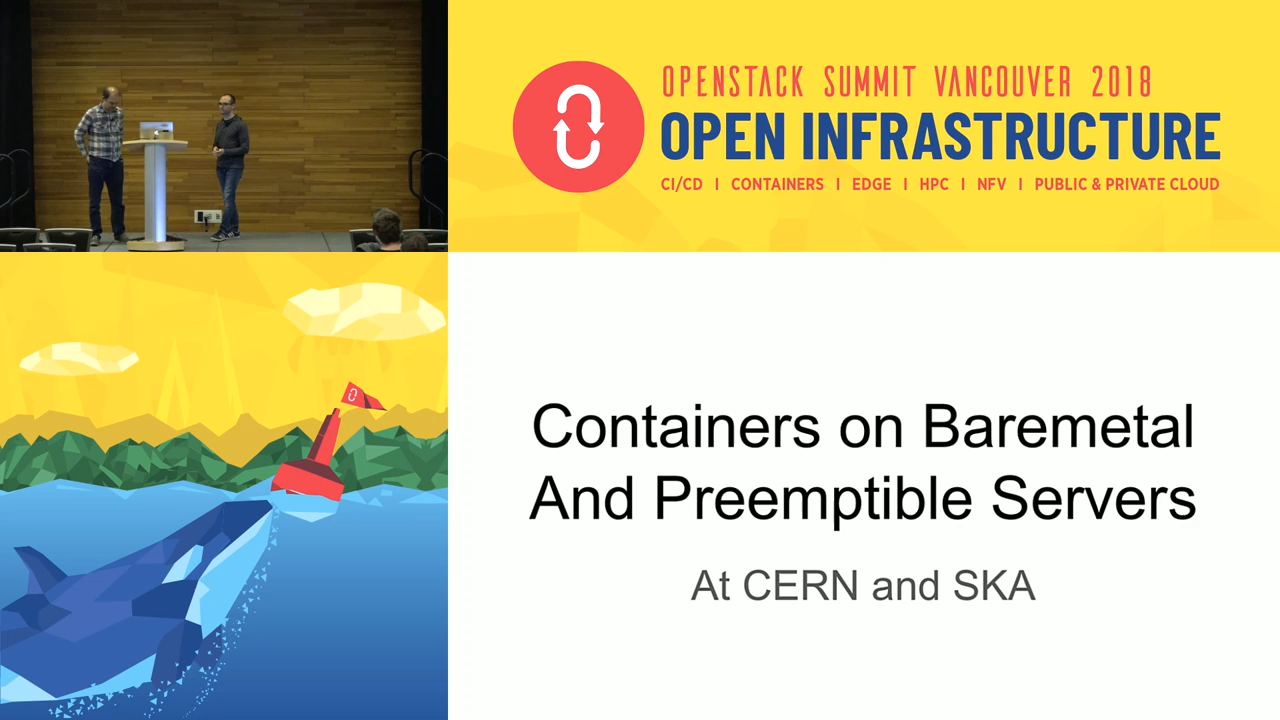 OPENSTACK SUMMIT VANCOUVER 2018
OPEN INFRASTRUCTURE
CI/CD I CONTAINERS I EDGE I HPC I NFV I PUBLIC & PRIVATE CLOUD
Containers on Baremetal
And Preemptible Servers
At CERN and SKA